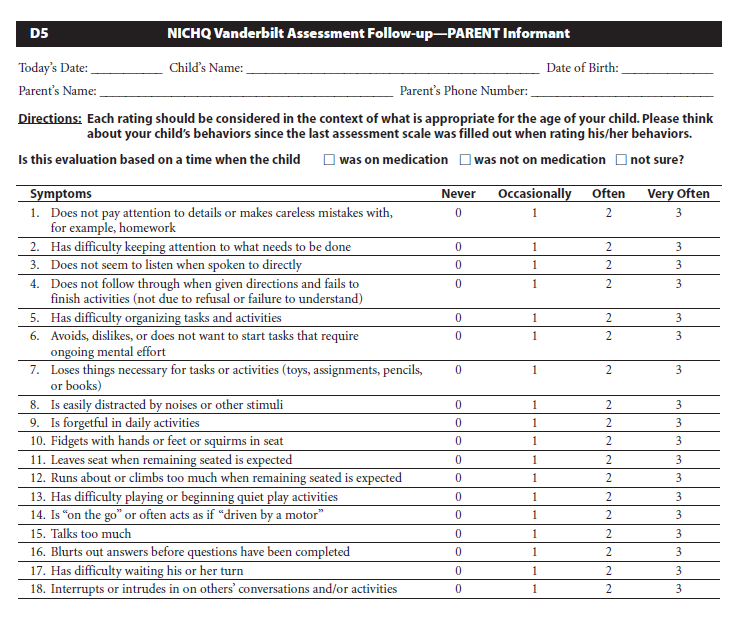 D5 NICHQ Vanderbilt Assessment Follow-up—PARENT Informant
Today's Date: ___________ Child's Name: _____________________________________________ Date of Birth: ______________
Parent's Name: _____________________________________________ Parent's Phone Number: ____________________________
Directions: Each rating should be considered in the context of what is appropriate for the age of your child. Please think
about your child's behaviors since the last assessment scale was filled out when rating his/her behaviors.
Is this evaluation based on a time when the child ☐ was on medication ☐ was not on medication ☐ not sure?
Symptoms Never Occasionally Often Very Often
1. Does not pay attention to details or makes careless mistakes with, 0 1 2 3
for example, homework
2. Has difficulty keeping attention to what needs to be done 0 1 2 3
3. Does not seem to listen when spoken to directly 0 1 2 3
4. Does not follow through when given directions and fails to 0 1 2 3
finish activities (not due to refusal or failure to understand)
5. Has difficulty organizing tasks and activities 0 1 2 3
6. Avoids, dislikes, or does not want to start tasks that require 0 1 2 3
ongoing mental effort
7. Loses things necessary for tasks or activities (toys, assignments, pencils, 0 1 2 3
or books)
8. Is easily distracted by noises or other stimuli 0 1 2 3
9. Is forgetful in daily activities 0 1 2 3
10. Fidgets with hands or feet or squirms in seat 0 1 2 3
11. Leaves seat when remaining seated is expected 0 1 2 3
12. Runs about or climbs too much when remaining seated is expected 0 1 2 3
13. Has difficulty playing or beginning quiet play activities 0 1 2 3
14. Is "on the go" or often acts as if "driven by a motor" 0 1 2 3
15. Talks too much 0 1 2 3
16. Blurts out answers before questions have been completed 0 1 2 3
17. Has difficulty waiting his or her turn 0 1 2 3
18. Interrupts or intrudes in on others' conversations and/or activities 0 1 2 3